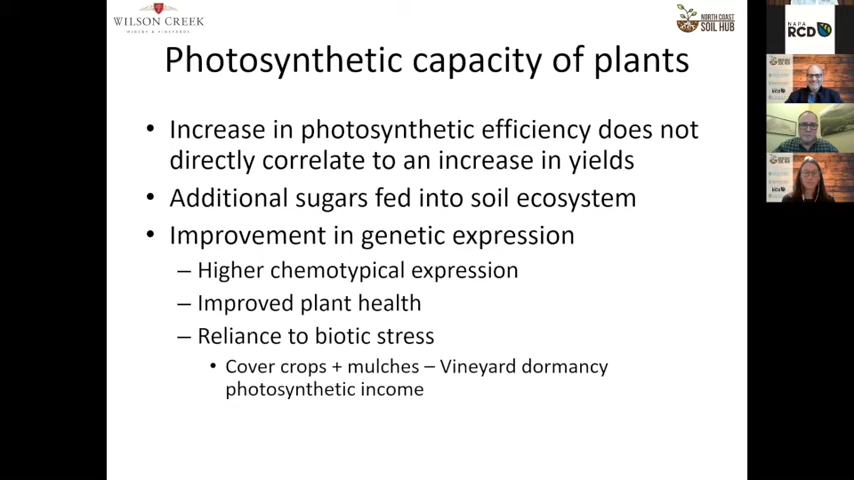 WILSON CREEK
WINERY & VINEYARDS
NORTH COAST
SOIL HUB
NAPA
RCD
Photosynthetic capacity of plants
• Increase in photosynthetic efficiency does not
directly correlate to an increase in yields
• Additional sugars fed into soil ecosystem
• Improvement in genetic expression
– Higher chemotypical expression
– Improved plant health
– Reliance to biotic stress
• Cover crops + mulches – Vineyard dormancy
photosynthetic income